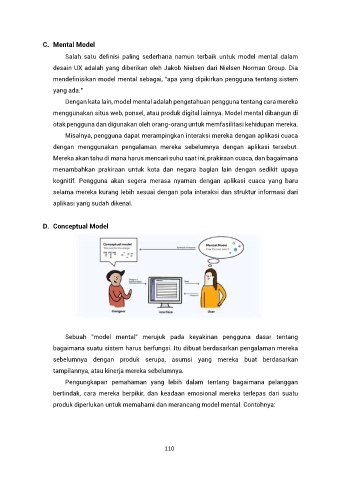 C. Mental Model
Salah satu definisi paling sederhana namun terbaik untuk model mental dalam
desain UX adalah yang diberikan oleh Jakob Nielsen dari Nielsen Norman Group. Dia
mendefinisikan model mental sebagai, "apa yang dipikirkan pengguna tentang sistem
yang ada."
Dengan kata lain, model mental adalah pengetahuan pengguna tentang cara mereka
menggunakan situs web, ponsel, atau produk digital lainnya. Model mental dibangun di
otak pengguna dan digunakan oleh orang-orang untuk memfasilitasi kehidupan mereka.
Misalnya, pengguna dapat merampingkan interaksi mereka dengan aplikasi cuaca
dengan menggunakan pengalaman mereka sebelumnya dengan aplikasi tersebut.
Mereka akan tahu di mana harus mencari suhu saat ini, prakiraan cuaca, dan bagaimana
menambahkan prakiraan untuk kota dan negara bagian lain dengan sedikit upaya
kognitif. Pengguna akan segera merasa nyaman dengan aplikasi cuaca yang baru
selama mereka kurang lebih sesuai dengan pola interaksi dan struktur informasi dari
aplikasi yang sudah dikenal.
D. Conceptual Model
Conceptual model
Mental Model
Designer
Interface
User
Sebuah "model mental" merujuk pada keyakinan pengguna dasar tentang
bagaimana suatu sistem harus berfungsi. Itu dibuat berdasarkan pengalaman mereka
sebelumnya dengan produk serupa, asumsi yang mereka buat berdasarkan
tampilannya, atau kinerja mereka sebelumnya.
Pengungkapan pemahaman yang lebih dalam tentang bagaimana pelanggan
bertindak, cara mereka berpikir, dan keadaan emosional mereka terlepas dari suatu
produk diperlukan untuk memahami dan merancang model mental. Contohnya:
110